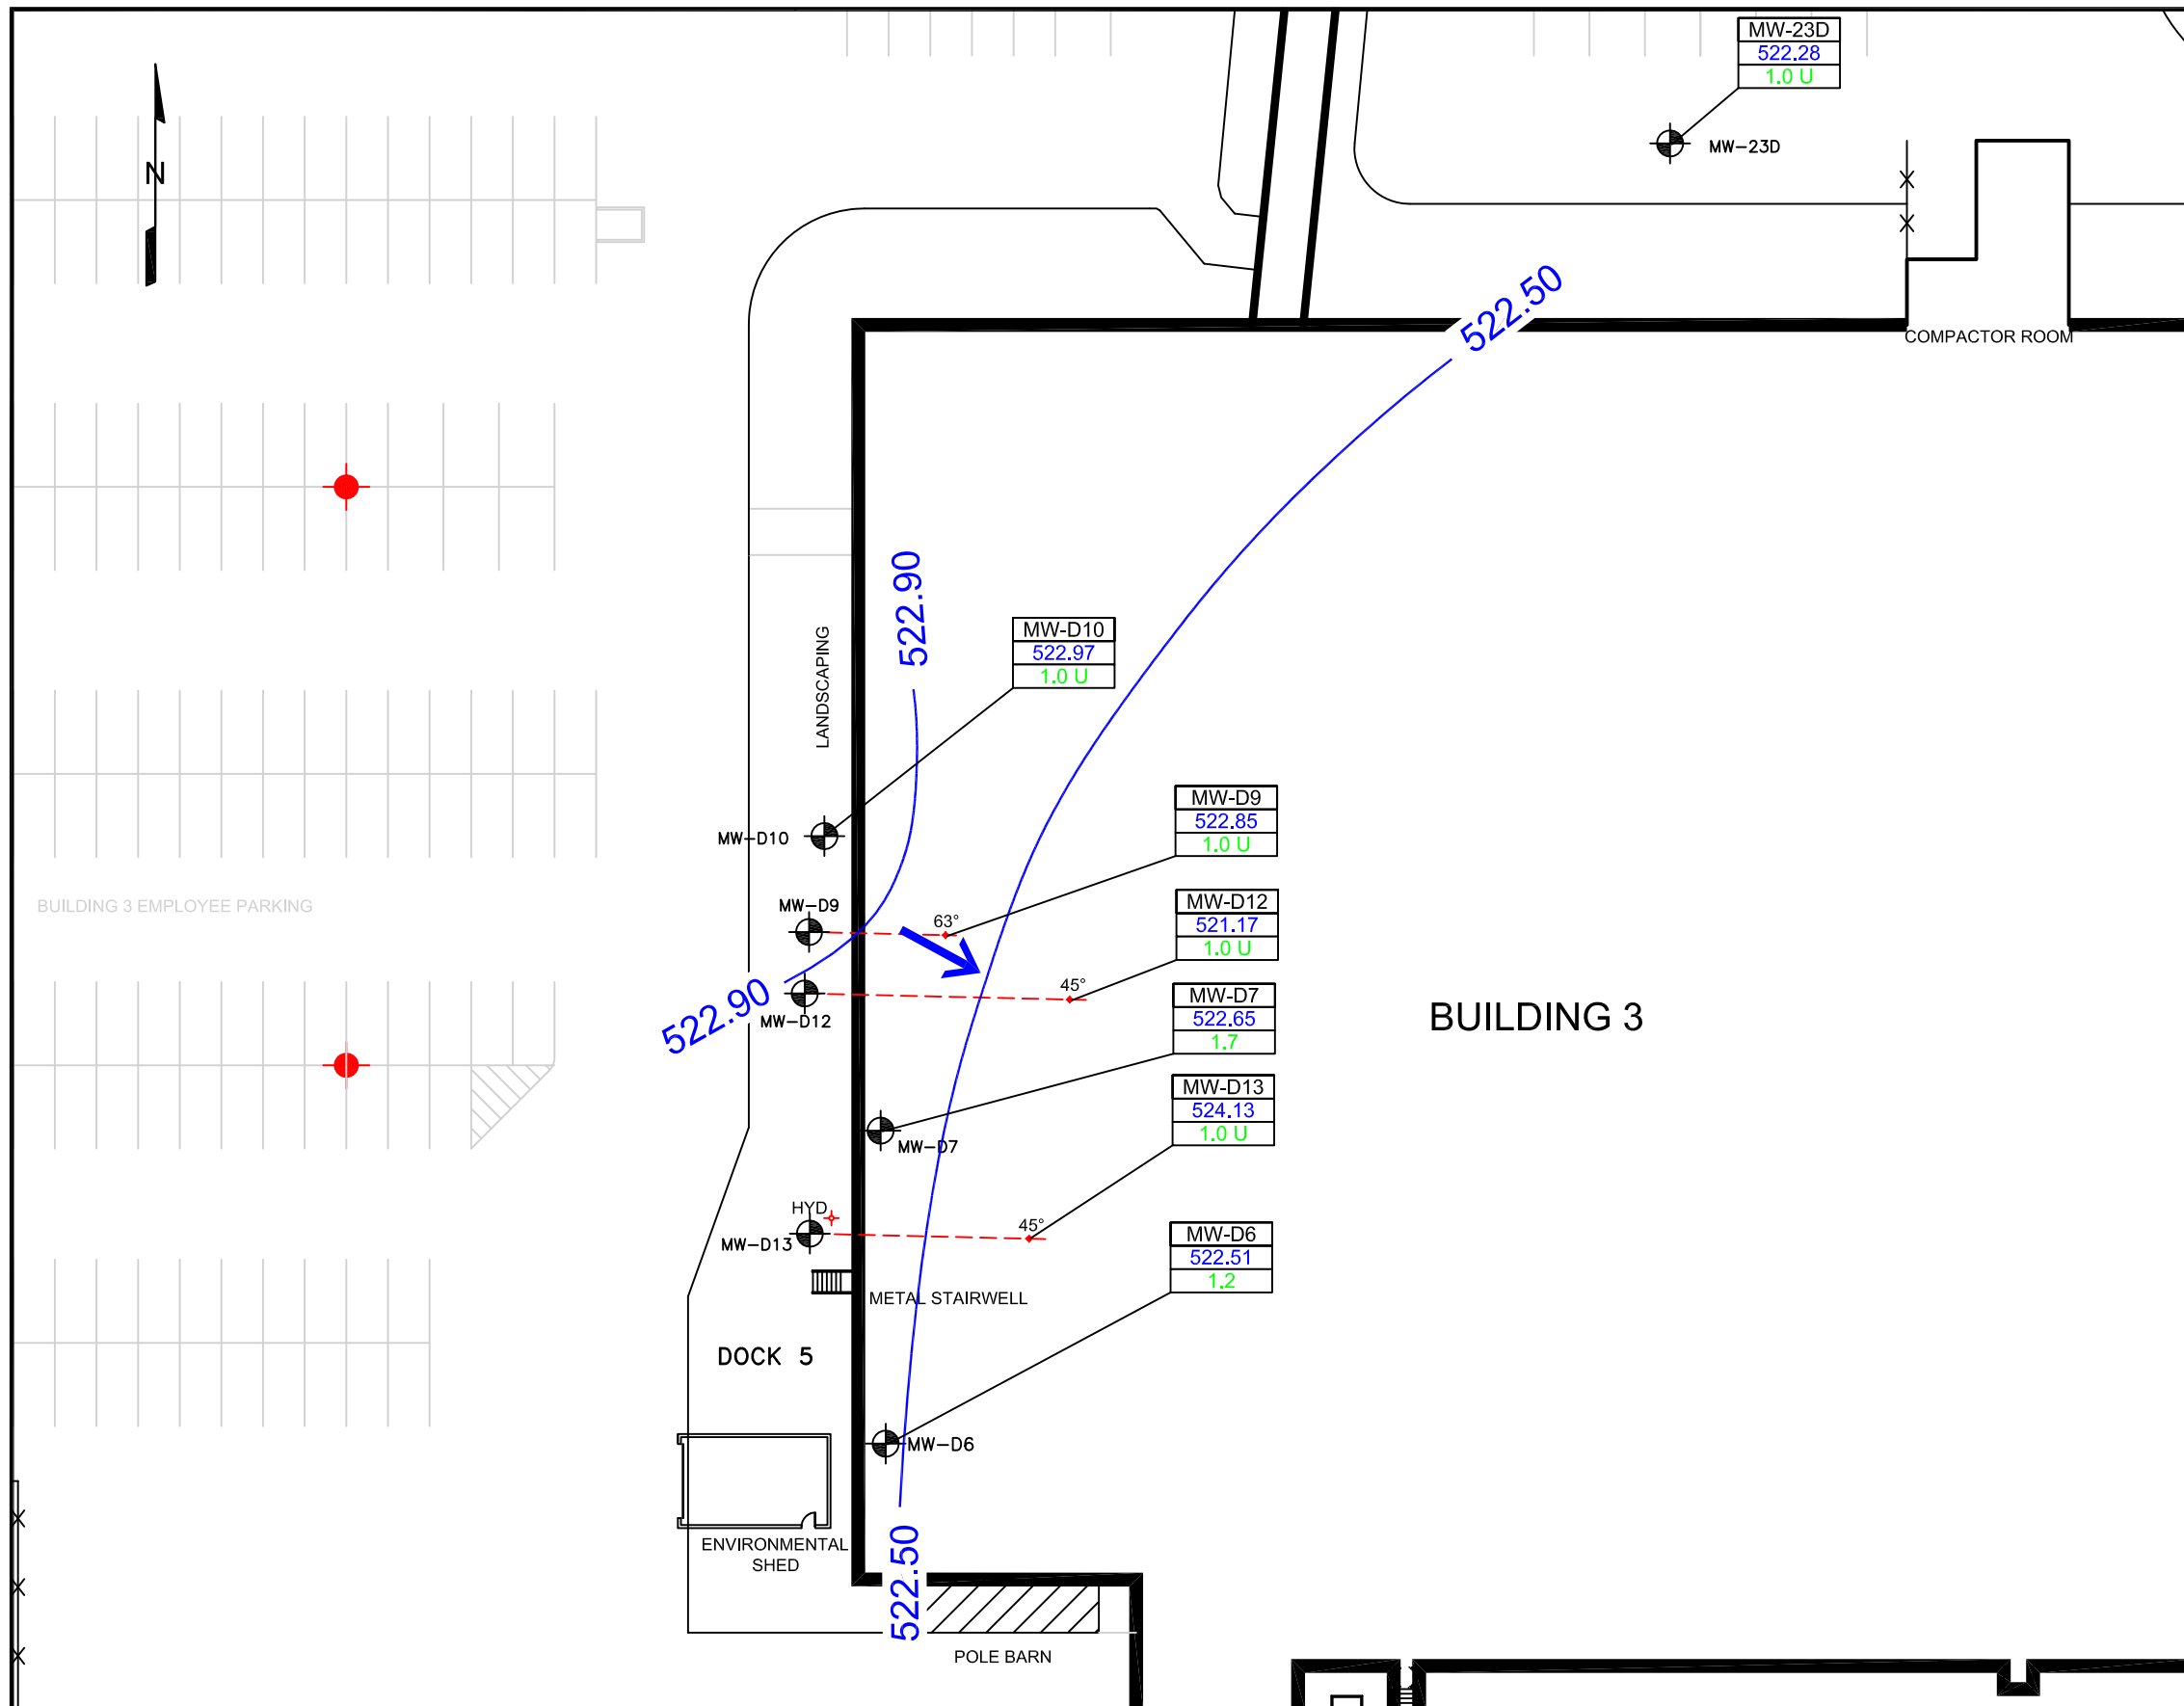 MW-23D
522.28
1.0 U
MW-23D
N
522.50
COMPACTOR ROOM
522.90
LANDSCAPING
MW-D10
522.97
1.0 U
MW-D10
MW-D9
522.85
1.0 U
BUILDING 3 EMPLOYEE PARKING
MW-D9
63°
MW-D12
521.17
1.0 U
522.90
MW-D12
45°
MW-D7
522.65
1.7
BUILDING 3
MW-D7
MW-D13
524.13
1.0 U
HYD
MW-D13
45°
MW-D6
522.51
1.2
METAL STAIRWELL
DOCK 5
MW-D6
ENVIRONMENTAL
SHED
522.50
POLE BARN